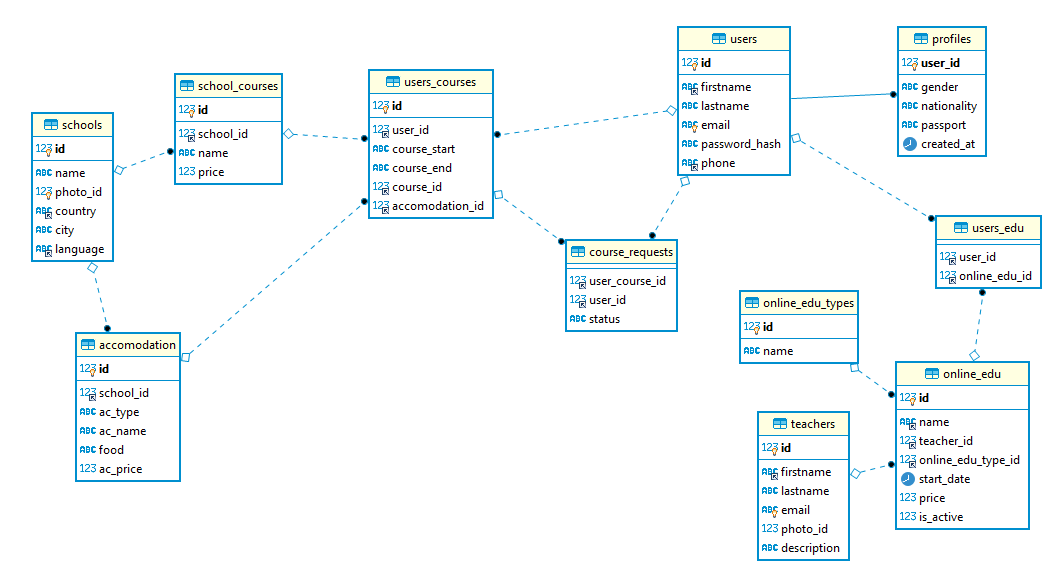 schools
123 id
ABC name
123 photo_id
ABC country
ABC city
ABC language
school_courses
123 id
123 school_id
ABC name
123 price
users_courses
123 id
123 user_id
ABC course_start
ABC course_end
123 course_id
123 accomodation_id
users
123 id
ABC firstname
ABC lastname
ABC email
ABC password_hash
ABC phone
profiles
123 user_id
ABC gender
ABC nationality
ABC passport
created_at
accomodation
123 id
123 school_id
ABC ac_type
ABC ac_name
ABC food
123 ac_price
course_requests
123 user_course_id
123 user_id
ABC status
users_edu
123 user_id
123 online_edu_id
online_edu_types
123 id
ABC name
teachers
123 id
ABC firstname
ABC lastname
ABC email
123 photo_id
ABC description
online_edu
123 id
ABC name
123 teacher_id
123 online_edu_type_id
start_date
123 price
123 is_active